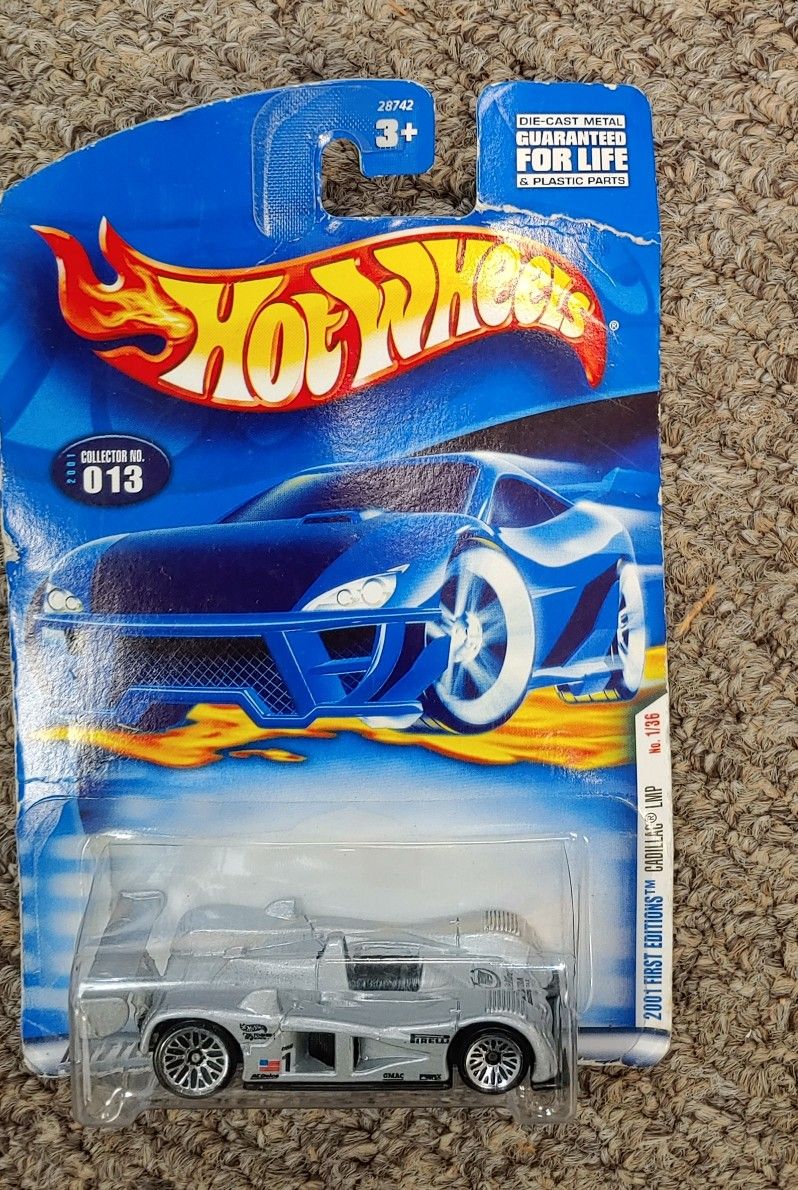 28742
3+
DIE-CAST METAL
GUARANTEED
FOR LIFE
& PLASTIC PARTS
HOT WHEELS®
2001
COLLECTOR NO.
013
2001 FIRST EDITIONS™ CADILLAC® LMP No. 1/36
PIRELLI
1
GMAC